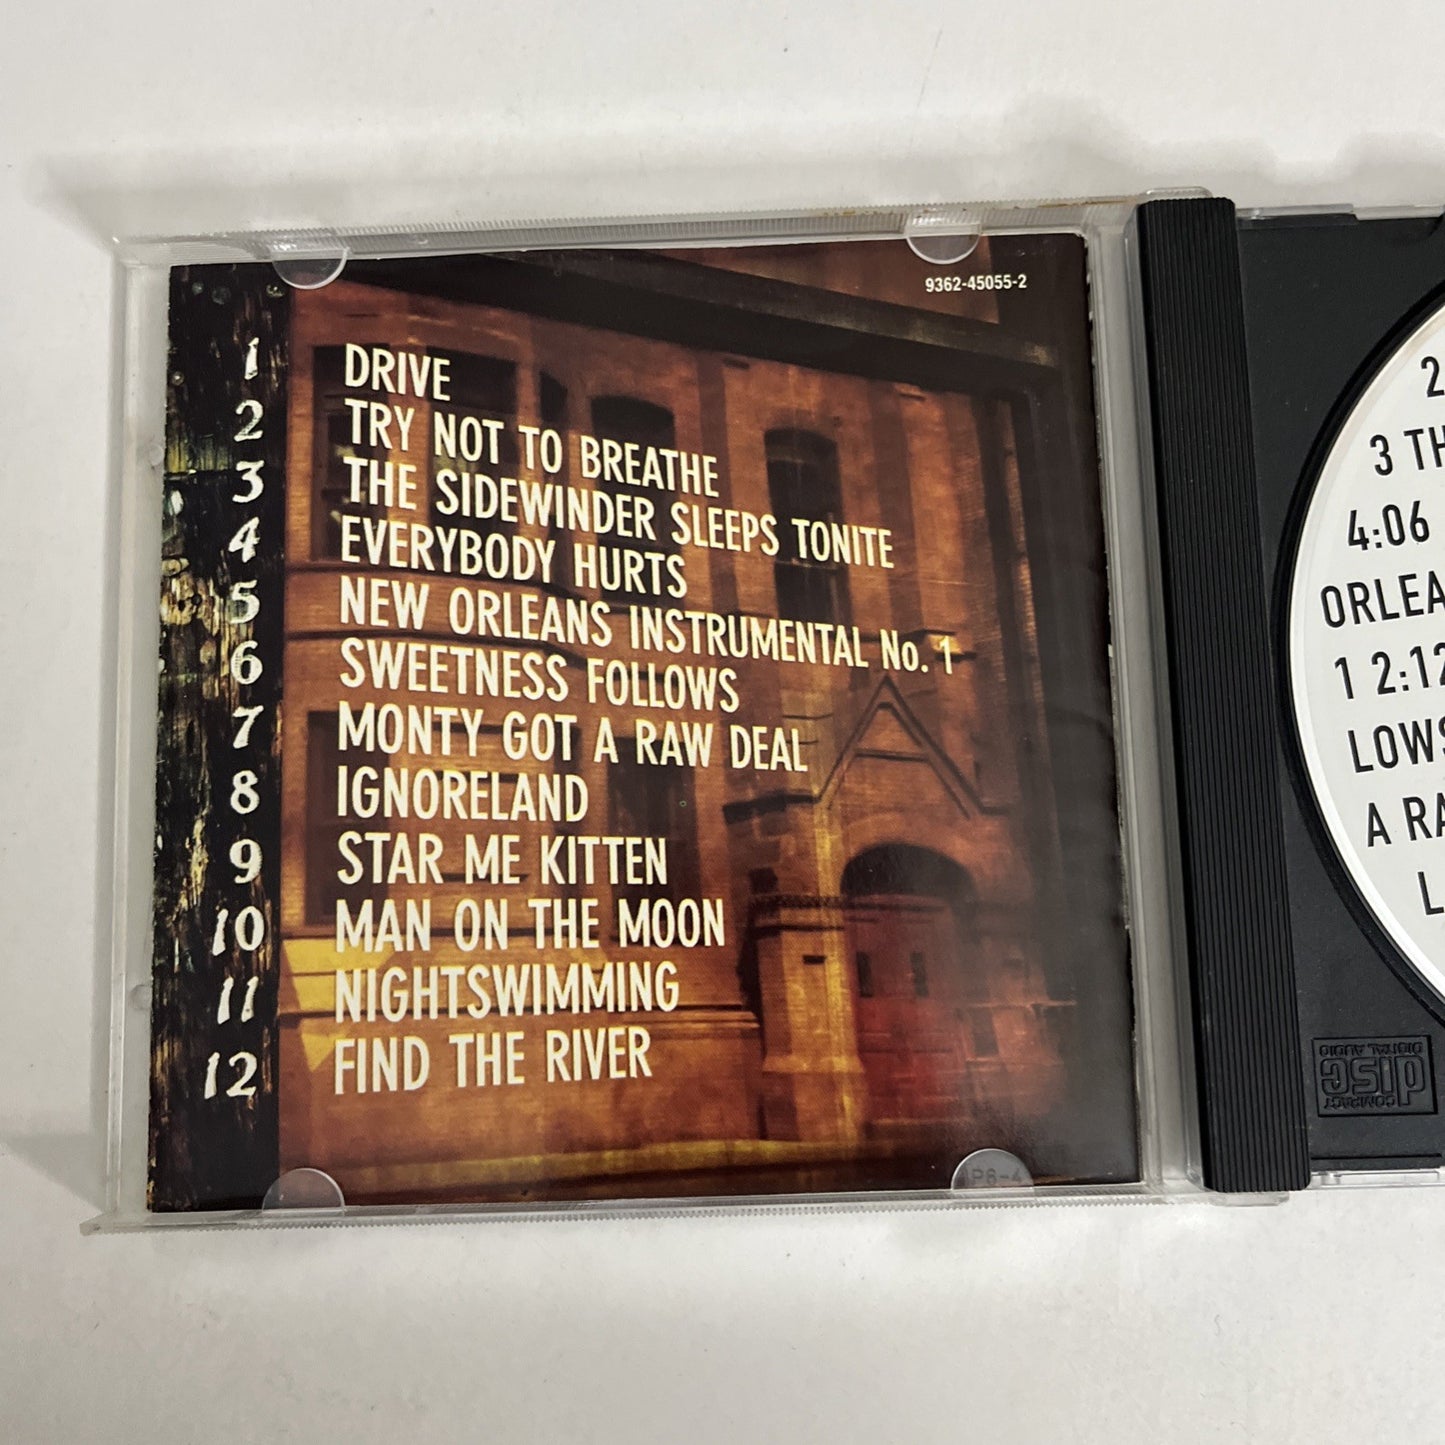 9362-45055-2
1 DRIVE
2 TRY NOT TO BREATHE
3 THE SIDEWINDER SLEEPS TONITE
4 EVERYBODY HURTS
5 NEW ORLEANS INSTRUMENTAL No. 1
6 SWEETNESS FOLLOWS
7 MONTY GOT A RAW DEAL
8 IGNORELAND
9 STAR ME KITTEN
10 MAN ON THE MOON
11 NIGHTSWIMMING
12 FIND THE RIVER
2
3 TH
4:06
ORLEA
1 2:12
LOWS
A RA
L
COMPACT
disc
DIGITAL AUDIO